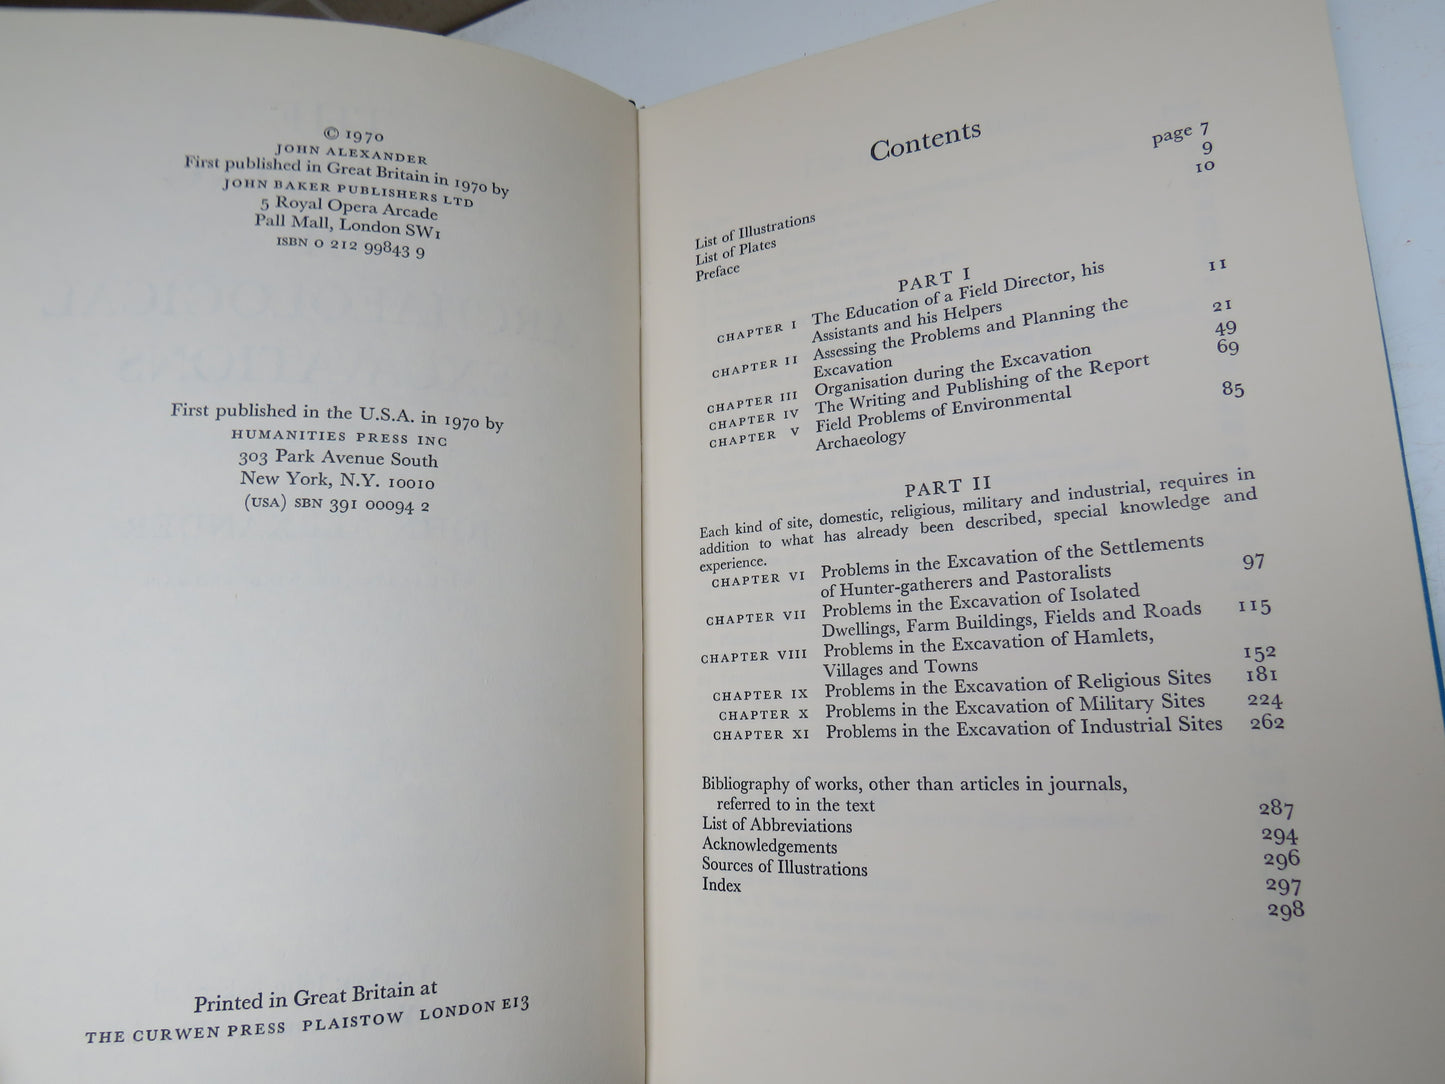 © 1970
JOHN ALEXANDER
First published in Great Britain in 1970 by
JOHN BAKER PUBLISHERS LTD
5 Royal Opera Arcade
Pall Mall, London SW1
ISBN 0 212 99843 9
First published in the U.S.A. in 1970 by
HUMANITIES PRESS INC
303 Park Avenue South
New York, N.Y. 10010
(USA) SBN 391 00094 2
Printed in Great Britain at
THE CURWEN PRESS PLAISTOW LONDON E13
Contents
List of Illustrations page 7
List of Plates 9
Preface 10
PART I
CHAPTER I The Education of a Field Director, his
Assistants and his Helpers 11
CHAPTER II Assessing the Problems and Planning the
Excavation 21
CHAPTER III Organisation during the Excavation 49
CHAPTER IV The Writing and Publishing of the Report 69
CHAPTER V Field Problems of Environmental
Archaeology 85
PART II
Each kind of site, domestic, religious, military and industrial, requires in
addition to what has already been described, special knowledge and
experience.
CHAPTER VI Problems in the Excavation of the Settlements
of Hunter-gatherers and Pastoralists 97
CHAPTER VII Problems in the Excavation of Isolated
Dwellings, Farm Buildings, Fields and Roads 115
CHAPTER VIII Problems in the Excavation of Hamlets,
Villages and Towns 152
CHAPTER IX Problems in the Excavation of Religious Sites 181
CHAPTER X Problems in the Excavation of Military Sites 224
CHAPTER XI Problems in the Excavation of Industrial Sites 262
Bibliography of works, other than articles in journals,
referred to in the text 287
List of Abbreviations 294
Acknowledgements 296
Sources of Illustrations 297
Index 298